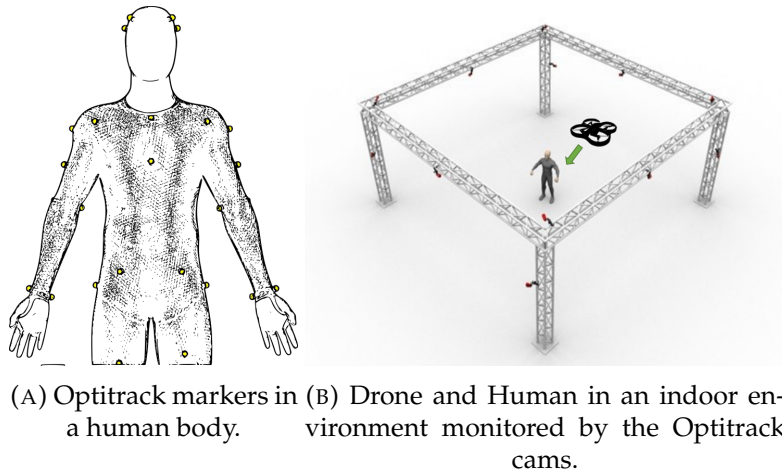 (A) Optitrack markers in
a human body.
(B) Drone and Human in an indoor en-
vironment monitored by the Optitrack
cams.